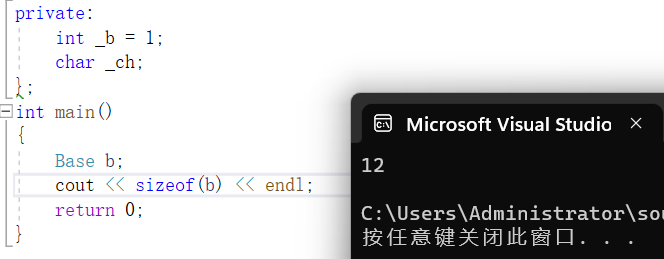 private:
int _b = 1;
char _ch;
};
int main()
{
Base b;
cout << sizeof(b) << endl;
return 0;
}
Microsoft Visual Studio
12
C:\Users\Administrator\sou
按任意键关闭此窗口. . .